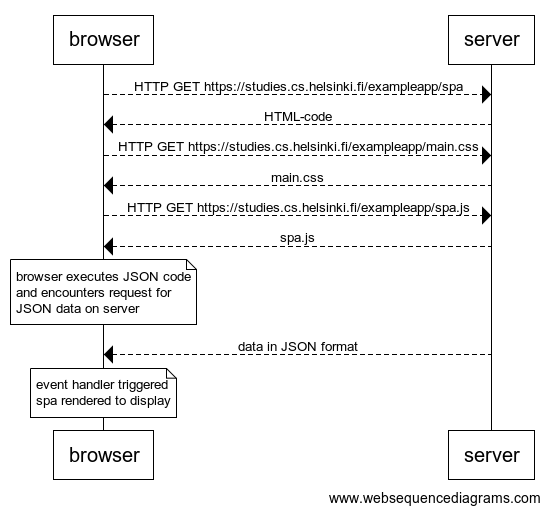 browser
server
HTTP GET https://studies.cs.helsinki.fi/exampleapp/spa
HTML-code
HTTP GET https://studies.cs.helsinki.fi/exampleapp/main.css
main.css
HTTP GET https://studies.cs.helsinki.fi/exampleapp/spa.js
spa.js
browser executes JSON code
and encounters request for
JSON data on server
data in JSON format
event handler triggered
spa rendered to display
browser
server
www.websequencediagrams.com